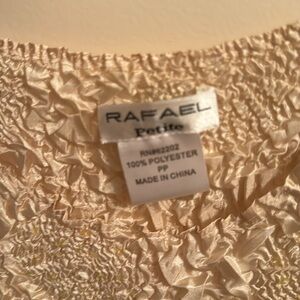 RAFAEL
Petite
RN#62202
100% POLYESTER
PP
MADE IN CHINA